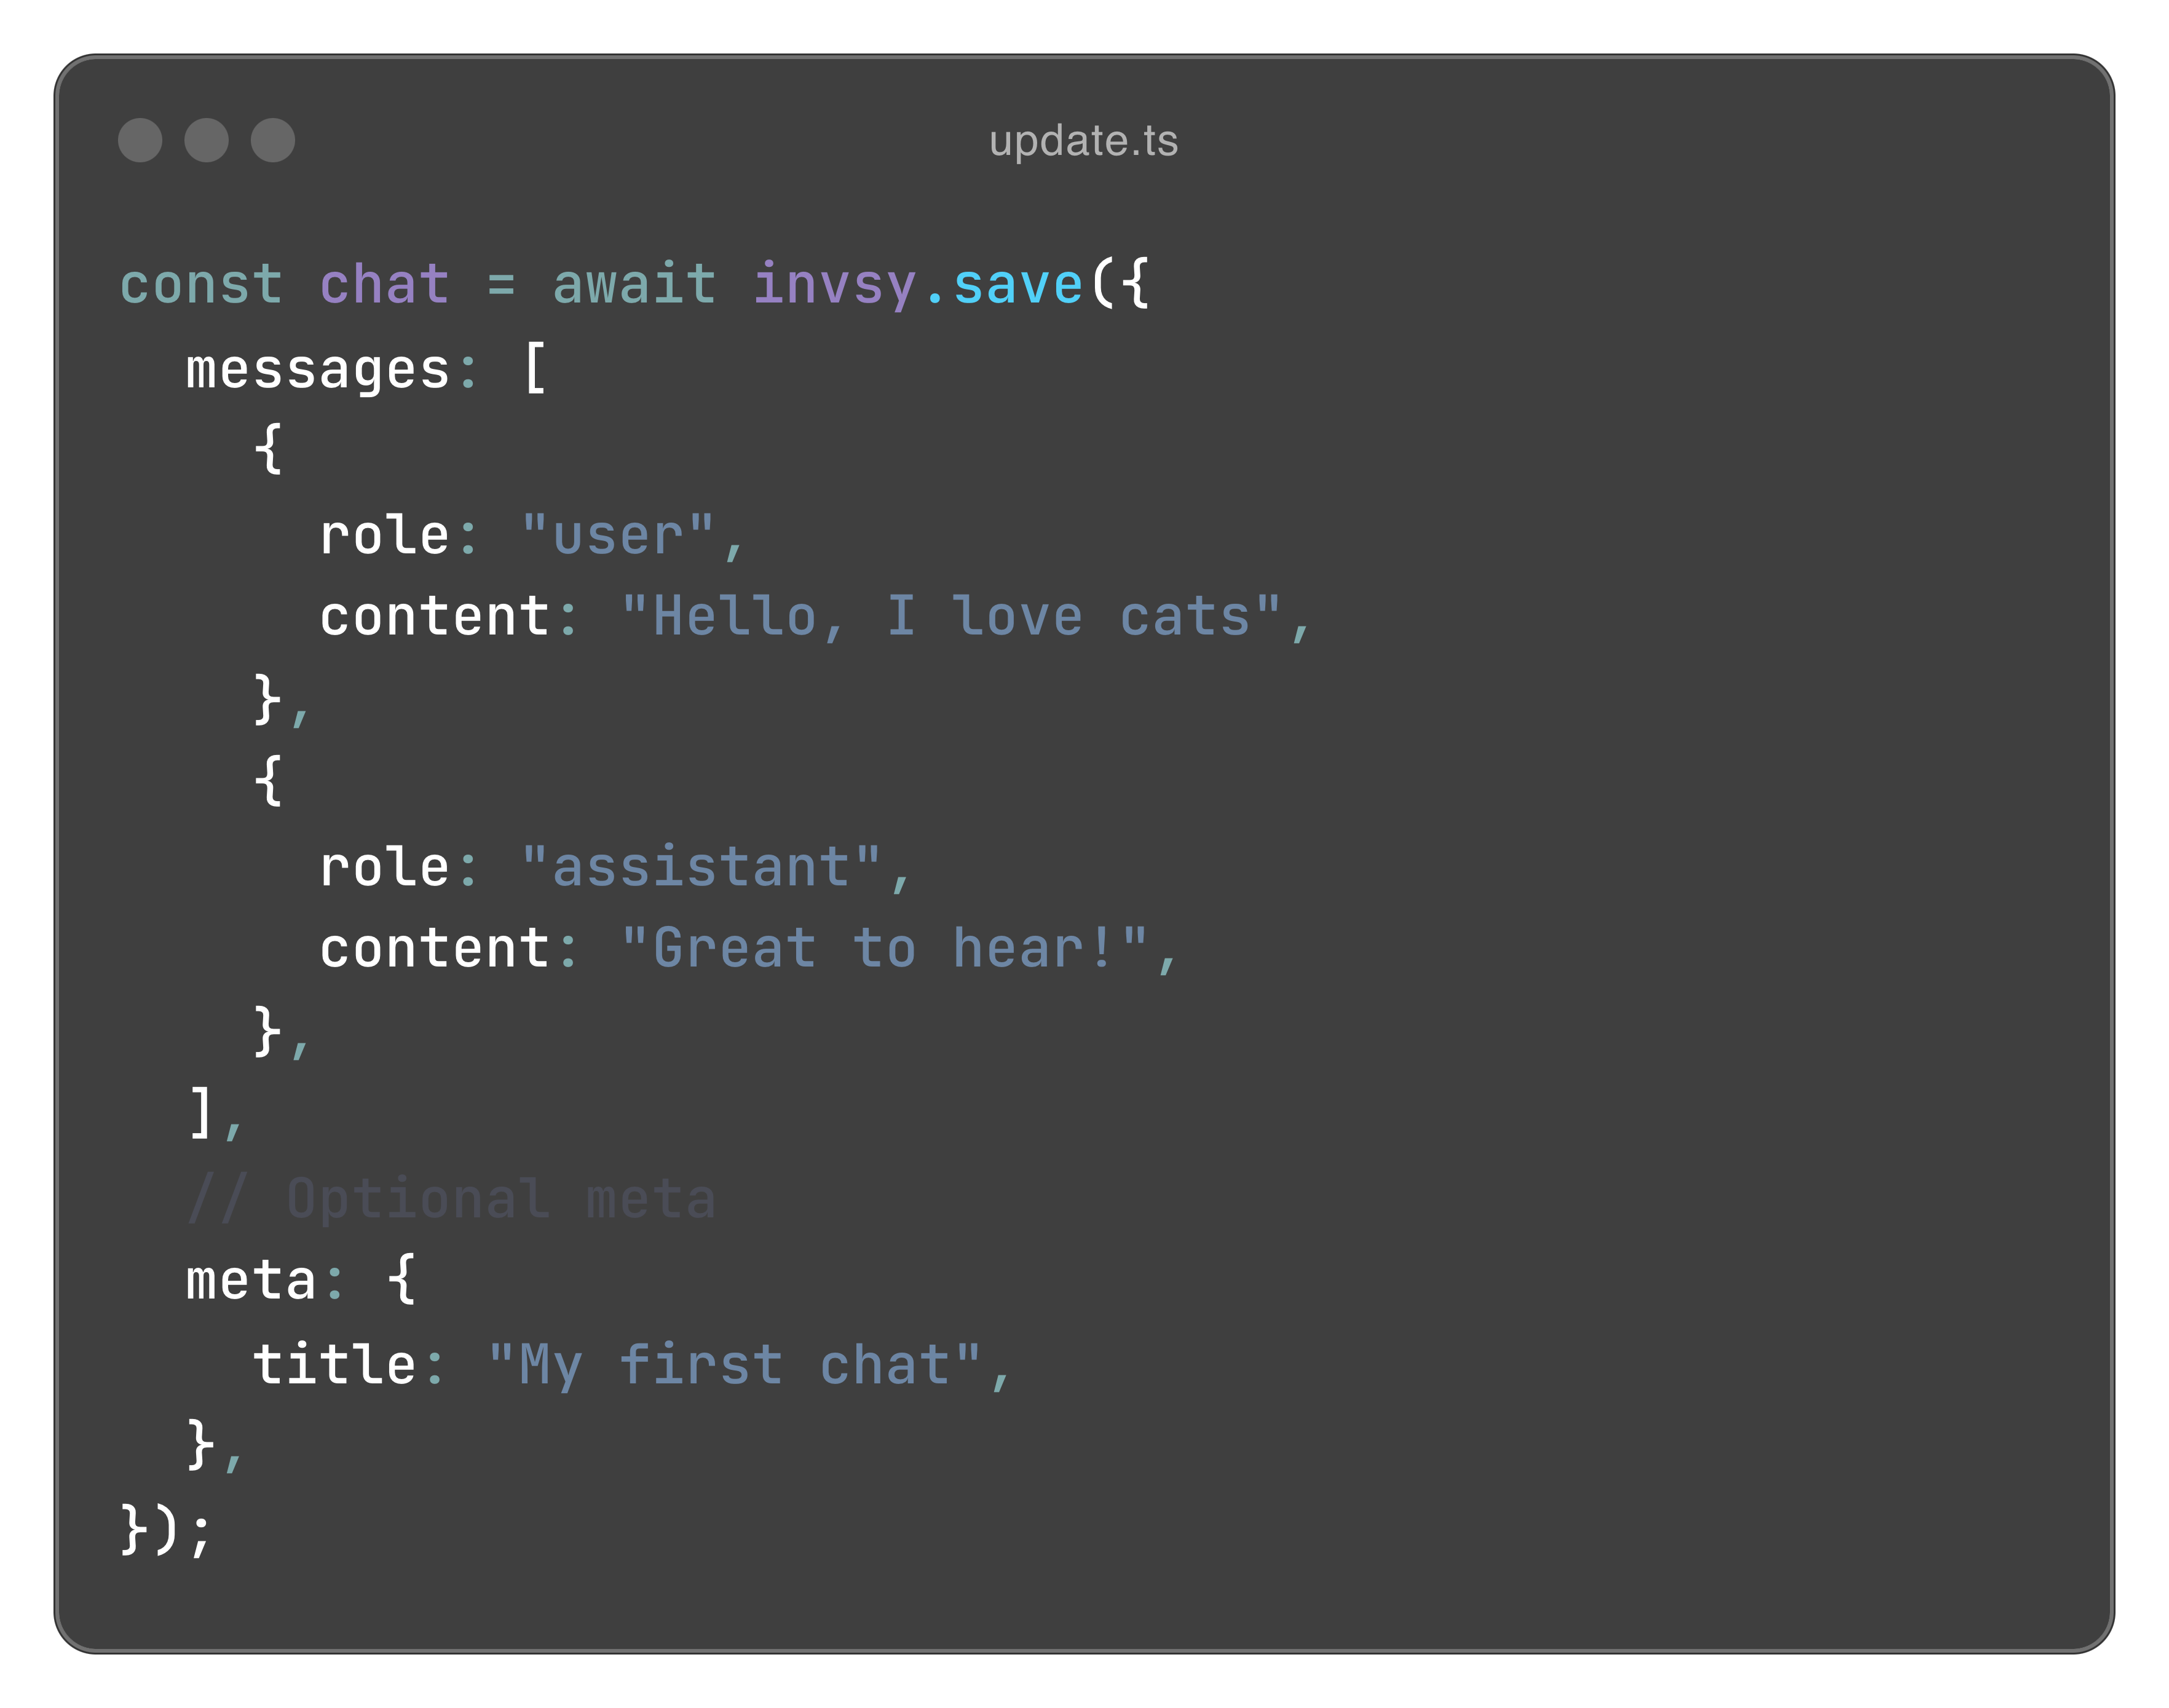 update.ts
const chat = await invsy.save({
  messages: [
    {
      role: "user",
      content: "Hello, I love cats",
    },
    {
      role: "assistant",
      content: "Great to hear!",
    },
  ],
  // Optional meta
  meta: {
    title: "My first chat",
  },
});